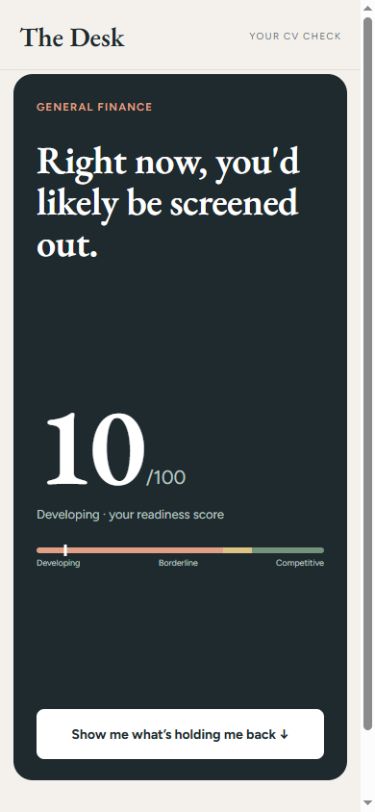 The Desk
YOUR CV CHECK
GENERAL FINANCE
Right now, you'd
likely be screened
out.
10/100
Developing · your readiness score
Developing
Borderline
Competitive
Show me what's holding me back ↓